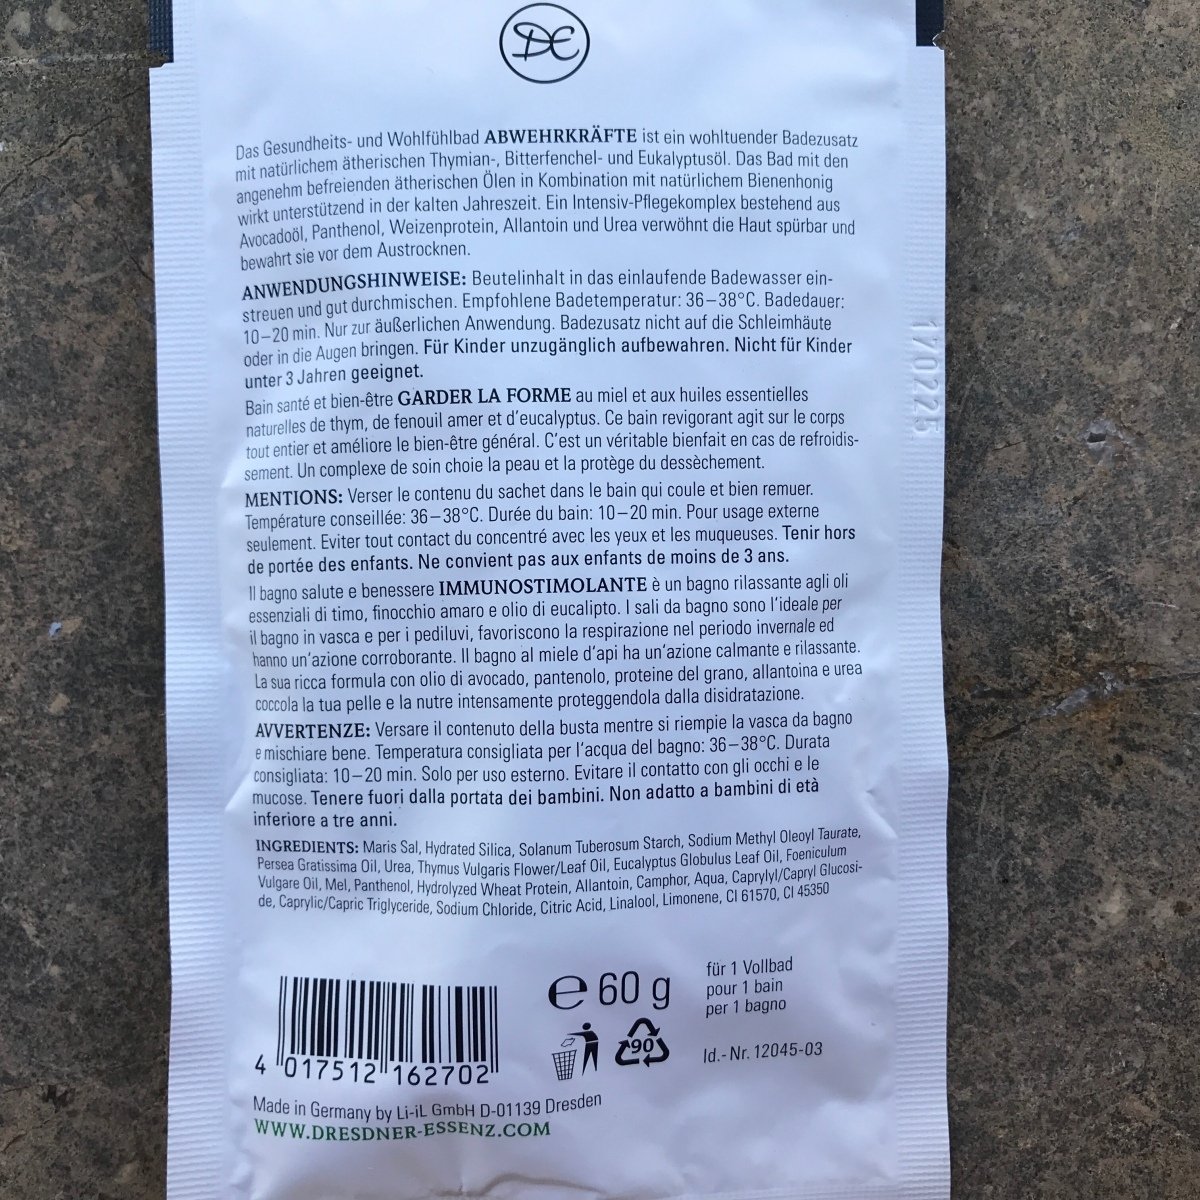 DE
Das Gesundheits- und Wohlfühlbad ABWEHRKRÄFTE ist ein wohltuender Badezusatz
mit natürlichem ätherischen Thymian-, Bitterfenchel- und Eukalyptusöl. Das Bad mit den
angenehm befreienden ätherischen Ölen in Kombination mit natürlichem Bienenhonig
wirkt unterstützend in der kalten Jahreszeit. Ein Intensiv-Pflegekomplex bestehend aus
Avocadoöl, Panthenol, Weizenprotein, Allantoin und Urea verwöhnt die Haut spürbar und
bewahrt sie vor dem Austrocknen.
ANWENDUNGSHINWEISE: Beutelinhalt in das einlaufende Badewasser ein-
streuen und gut durchmischen. Empfohlene Badetemperatur: 36–38°C. Badedauer:
10–20 min. Nur zur äußerlichen Anwendung. Badezusatz nicht auf die Schleimhäute
oder in die Augen bringen. Für Kinder unzugänglich aufbewahren. Nicht für Kinder
unter 3 Jahren geeignet.
Bain santé et bien-être GARDER LA FORME au miel et aux huiles essentielles
naturelles de thym, de fenouil amer et d'eucalyptus. Ce bain revigorant agit sur le corps
tout entier et améliore le bien-être général. C'est un véritable bienfait en cas de refroidis-
sement. Un complexe de soin choie la peau et la protège du dessèchement.
MENTIONS: Verser le contenu du sachet dans le bain qui coule et bien remuer.
Température conseillée: 36–38°C. Durée du bain: 10–20 min. Pour usage externe
seulement. Eviter tout contact du concentré avec les yeux et les muqueuses. Tenir hors
de portée des enfants. Ne convient pas aux enfants de moins de 3 ans.
Il bagno salute e benessere IMMUNOSTIMOLANTE è un bagno rilassante agli oli
essenziali di timo, finocchio amaro e olio di eucalipto. I sali da bagno sono l'ideale per
il bagno in vasca e per i pediluvi, favoriscono la respirazione nel periodo invernale ed
hanno un'azione corroborante. Il bagno al miele d'api ha un'azione calmante e rilassante.
La sua ricca formula con olio di avocado, pantenolo, proteine del grano, allantoina e urea
coccola la tua pelle e la nutre intensamente proteggendola dalla disidratazione.
AVVERTENZE: Versare il contenuto della busta mentre si riempie la vasca da bagno
e mischiare bene. Temperatura consigliata per l'acqua del bagno: 36–38°C. Durata
consigliata: 10–20 min. Solo per uso esterno. Evitare il contatto con gli occhi e le
mucose. Tenere fuori dalla portata dei bambini. Non adatto a bambini di età
inferiore a tre anni.
INGREDIENTS: Maris Sal, Hydrated Silica, Solanum Tuberosum Starch, Sodium Methyl Oleoyl Taurate,
Persea Gratissima Oil, Urea, Thymus Vulgaris Flower/Leaf Oil, Eucalyptus Globulus Leaf Oil, Foeniculum
Vulgare Oil, Mel, Panthenol, Hydrolyzed Wheat Protein, Allantoin, Camphor, Aqua, Caprylyl/Capryl Glucosi-
de, Caprylic/Capric Triglyceride, Sodium Chloride, Citric Acid, Linalool, Limonene, CI 61570, CI 45350
170225
4 017512 162702
℮ 60 g
für 1 Vollbad
pour 1 bain
per 1 bagno
90
Id.-Nr. 12045-03
Made in Germany by Li-iL GmbH D-01139 Dresden
WWW.DRESDNER-ESSENZ.COM